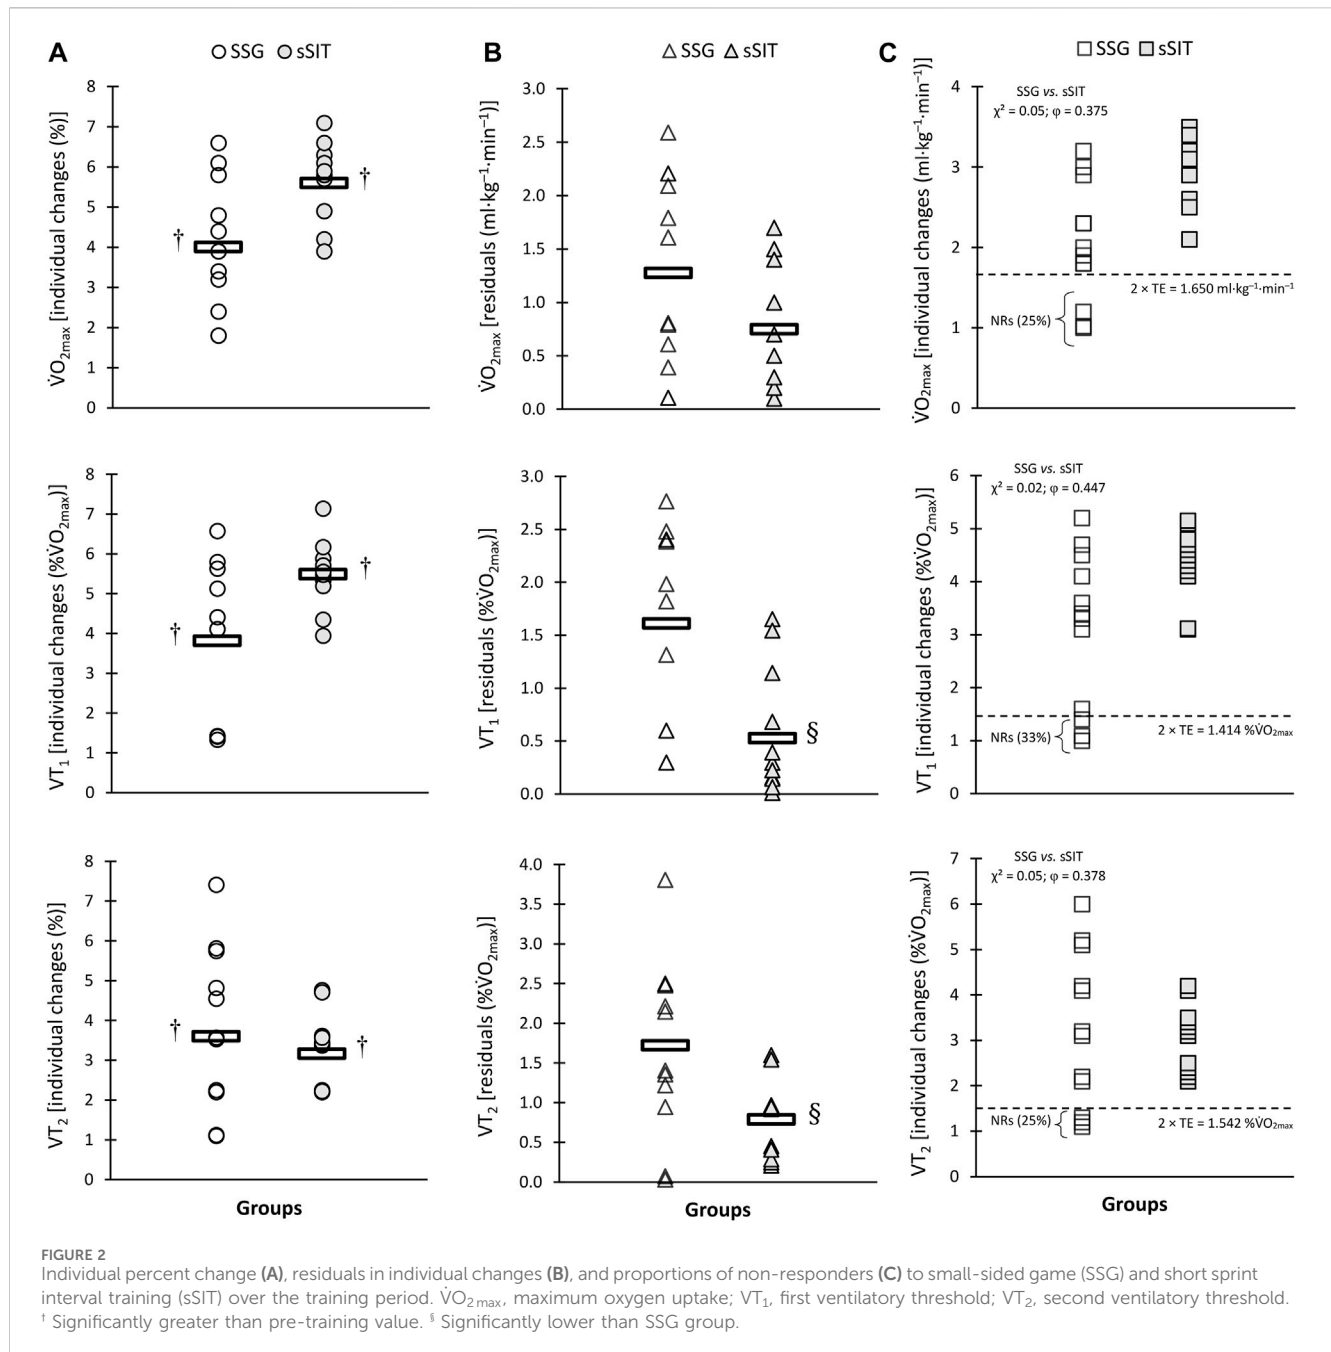 A
SSG sSIT
V̇O2max [individual changes (%)]
8
7
6
5
4
3
2
1
0
†
†
B
SSG sSIT
V̇O2max [residuals (ml·kg−1·min−1)]
3.0
2.5
2.0
1.5
1.0
0.5
0.0
C
SSG sSIT
V̇O2max [individual changes (ml·kg−1·min−1)]
4
3
2
1
0
SSG vs. sSIT
χ² = 0.05; φ = 0.375
2 × TE = 1.650 ml·kg−1·min−1
NRs (25%)
VT1 [individual changes (%V̇O2max)]
8
7
6
5
4
3
2
1
0
†
†
VT1 [residuals (%V̇O2max)]
3.0
2.5
2.0
1.5
1.0
0.5
0.0
§
VT1 [individual changes (%V̇O2max)]
6
5
4
3
2
1
0
SSG vs. sSIT
χ² = 0.02; φ = 0.447
NRs (33%)
2 × TE = 1.414 %V̇O2max
VT2 [individual changes (%)]
8
7
6
5
4
3
2
1
0
†
†
Groups
VT2 [residuals (%V̇O2max)]
4.0
3.5
3.0
2.5
2.0
1.5
1.0
0.5
0.0
§
Groups
VT2 [individual changes (%V̇O2max)]
7
6
5
4
3
2
1
0
SSG vs. sSIT
χ² = 0.05; φ = 0.378
NRs (25%)
2 × TE = 1.542 %V̇O2max
Groups
FIGURE 2
Individual percent change (A), residuals in individual changes (B), and proportions of non-responders (C) to small-sided game (SSG) and short sprint
interval training (sSIT) over the training period. V̇O2max, maximum oxygen uptake; VT1, first ventilatory threshold; VT2, second ventilatory threshold.
† Significantly greater than pre-training value. § Significantly lower than SSG group.